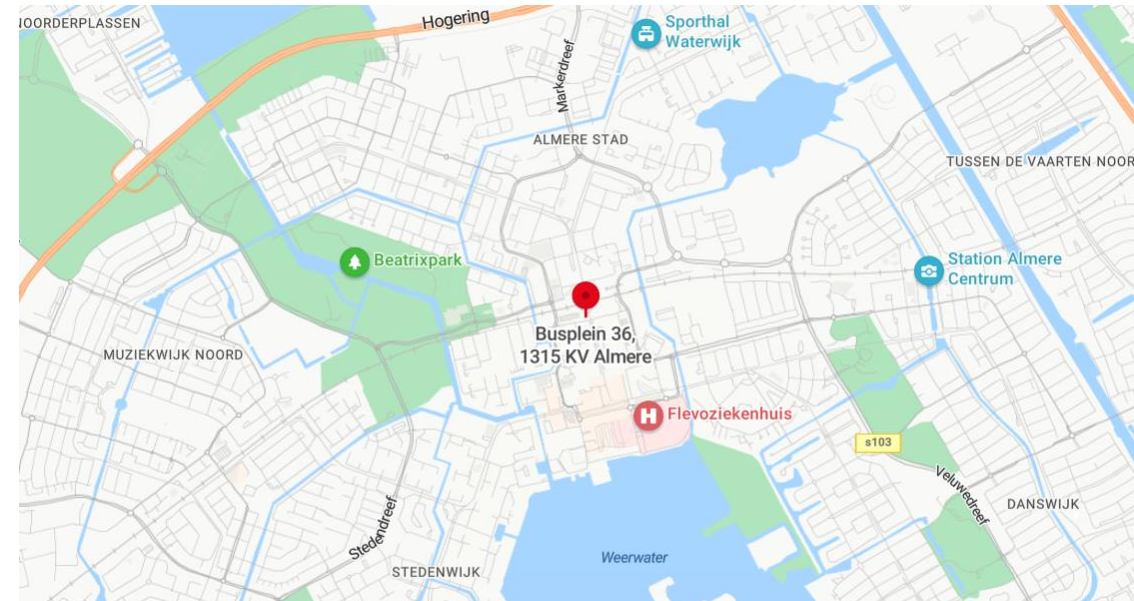 NOORDERPLASSEN
Hogering
Sporthal
Waterwijk
Markerdreef
ALMERE STAD
TUSSEN DE VAARTEN NOOR
Beatrixpark
Station Almere
Centrum
Busplein 36,
1315 KV Almere
MUZIEKWIJK NOORD
Flevoziekenhuis
s103
Veluwedreef
DANSWIJK
Stedendreef
Weerwater
STEDENWIJK